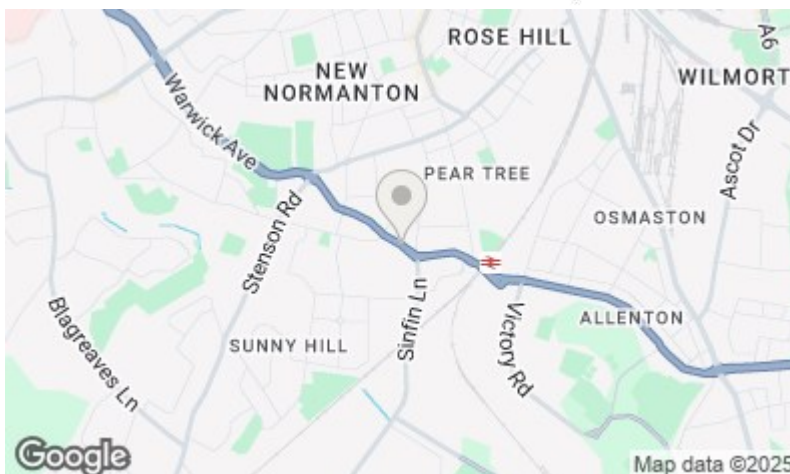 ROSE HILL
A6
NEW
NORMANTON
WILMORT
Warwick Ave
Ascot Dr
PEAR TREE
Stenson Rd
OSMASTON
Sinfin Ln
Victory Rd
Blagreaves Ln
SUNNY HILL
ALLENTON
Google
Map data ©2025